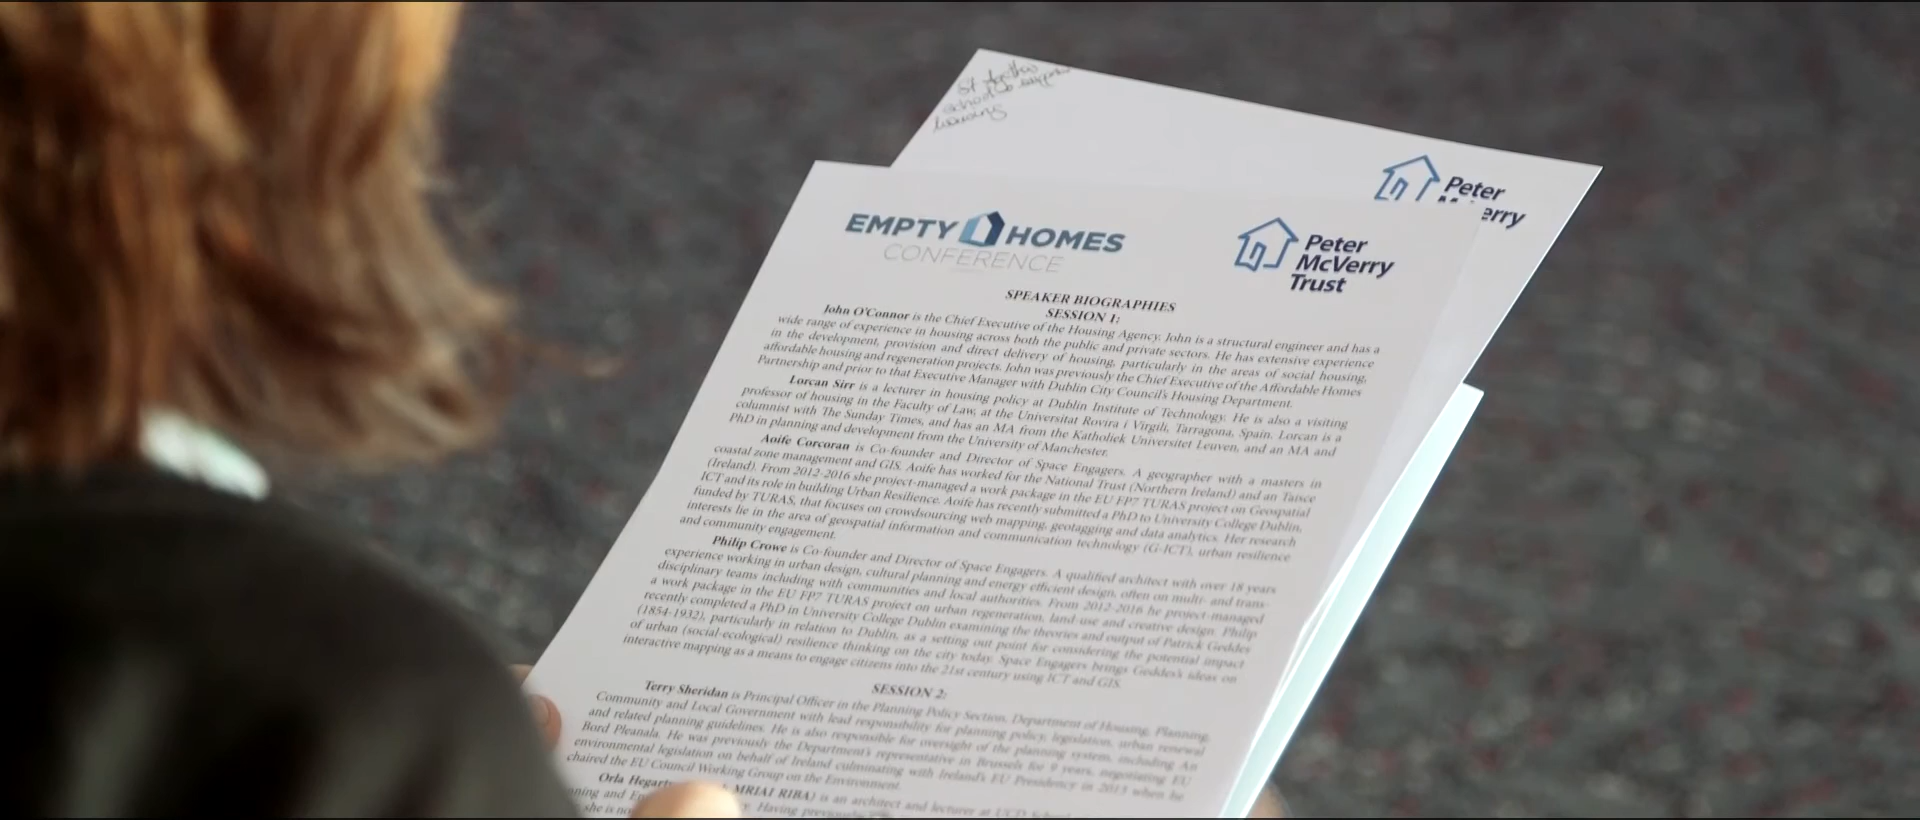 St
school to
housing
Peter
erry
EMPTY HOMES
CONFERENCE
Peter
McVerry
Trust
SPEAKER BIOGRAPHIES
SESSION 1:
John O'Connor is the Chief Executive of the Housing Agency. John is a structural engineer and has a
wide range of experience in housing across both the public and private sectors. He has extensive experience
in the development, provision and direct delivery of housing, particularly in the areas of social housing,
affordable housing and regeneration projects. John was previously the Chief Executive of the Affordable Homes
Partnership and prior to that Executive Manager with Dublin City Council's Housing Department.
Lorcan Sirr is a lecturer in housing policy at Dublin Institute of Technology. He is also a visiting
professor of housing in the Faculty of Law, at the Universitat Rovira i Virgili, Tarragona, Spain. Lorcan is a
columnist with The Sunday Times, and has an MA from the Katholiek Universitet Leuven, and an MA and
PhD in planning and development from the University of Manchester.
Aoife Corcoran is Co-founder and Director of Space Engagers. A geographer with a masters in
coastal zone management and GIS, Aoife has worked for the National Trust (Northern Ireland) and an Taisce
(Ireland). From 2012-2016 she project-managed a work package in the EU FP7 TURAS project on Geospatial
ICT and its role in building Urban Resilience. Aoife has recently submitted a PhD to University College Dublin,
funded by TURAS, that focuses on crowdsourcing web mapping, geotagging and data analytics. Her research
interests lie in the area of geospatial information and communication technology (G-ICT), urban resilience
and community engagement.
Philip Crowe is Co-founder and Director of Space Engagers. A qualified architect with over 18 years
experience working in urban design, cultural planning and energy efficient design, often on multi- and trans-
disciplinary teams including with communities and local authorities. From 2012-2016 he project-managed
a work package in the EU FP7 TURAS project on urban regeneration, land use and creative design. Philip
recently completed a PhD in University College Dublin examining the theories and output of Patrick Geddes
(1854-1932), particularly in relation to Dublin, as a setting out point for considering the potential impact
of urban (social-ecological) resilience thinking on the city today. Space Engagers brings Geddes's ideas on
interactive mapping as a means to engage citizens into the 21st century using ICT and GIS.
SESSION 2:
Terry Sheridan is Principal Officer in the Planning Policy Section, Department of Housing, Planning,
Community and Local Government with lead responsibility for planning policy, legislation, urban renewal
and related planning guidelines. He is also responsible for oversight of the planning system, including An
Bord Pleanala. He was previously the Department's representative in Brussels for 9 years, negotiating EU
environmental legislation on behalf of Ireland culminating with Ireland's EU Presidency in 2013 when he
chaired the EU Council Working Group on the Environment.
Orla Hegarty MRIAI RIBA) is an architect and lecturer at UCD School
Having